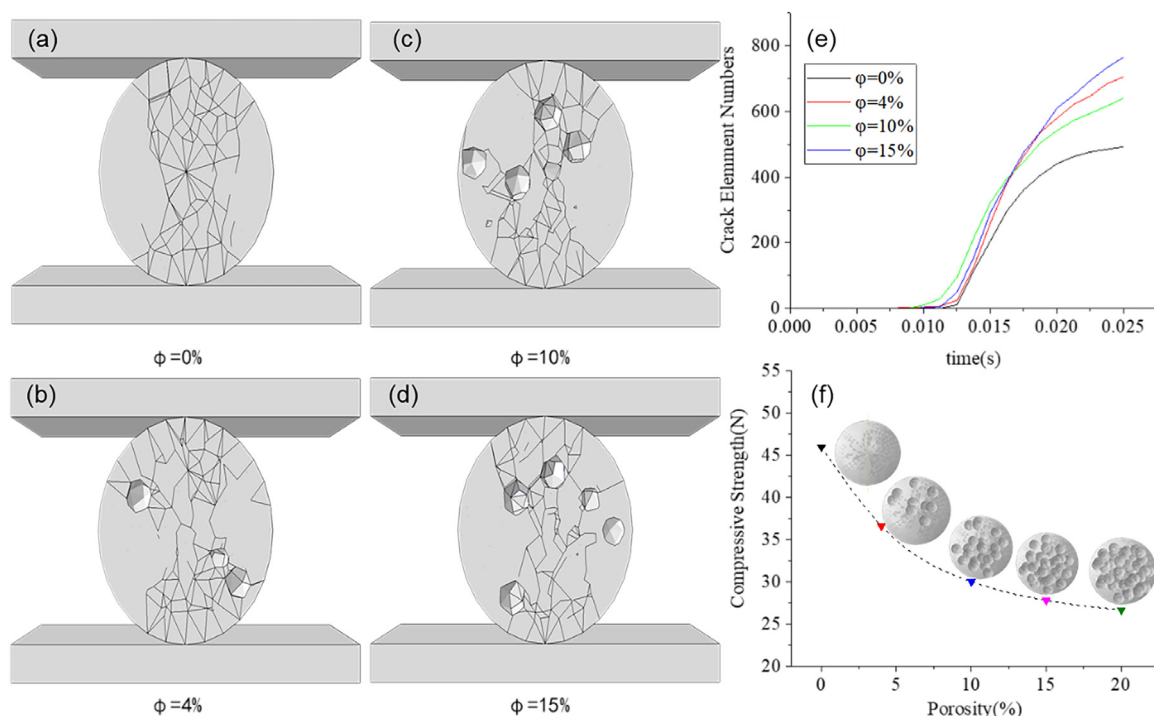 (a)
ϕ=0%
(b)
ϕ=4%
(c)
ϕ=10%
(d)
ϕ=15%
(e)
Crack Elemnent Numbers
800
600
400
200
0
φ=0%
φ=4%
φ=10%
φ=15%
0.000 0.005 0.010 0.015 0.020 0.025
time(s)
(f)
Compressive Strength(N)
55
50
45
40
35
30
25
20
0 5 10 15 20
Porosity(%)